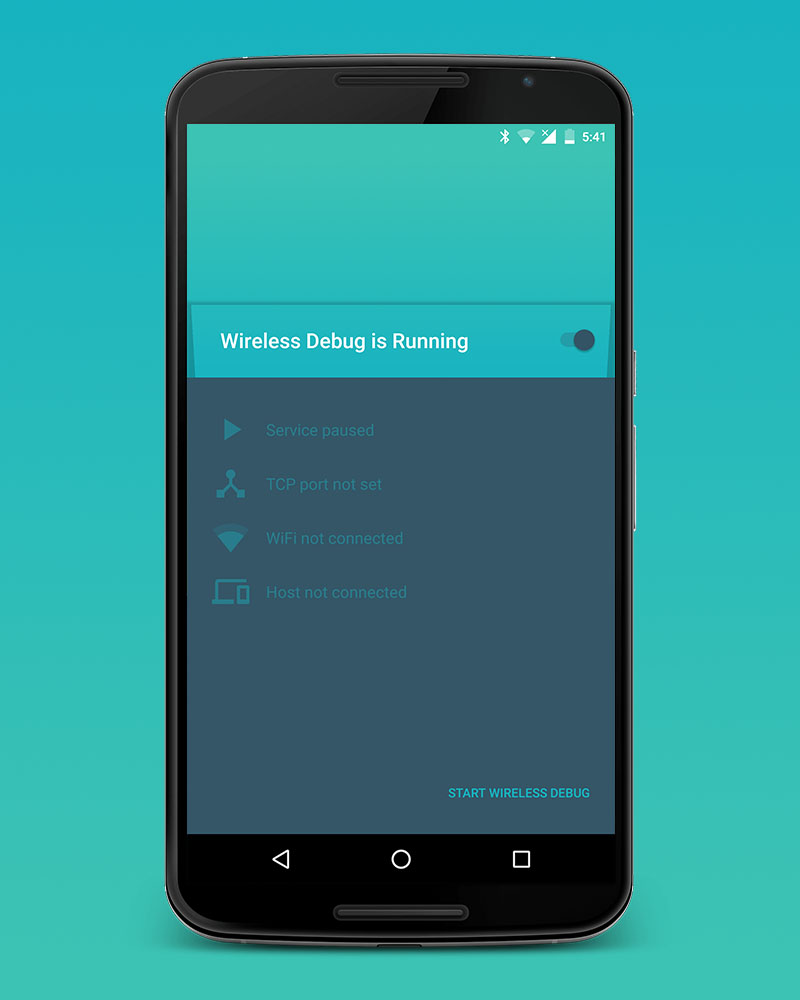 5:41
Wireless Debug is Running
Service paused
TCP port not set
WiFi not connected
Host not connected
START WIRELESS DEBUG